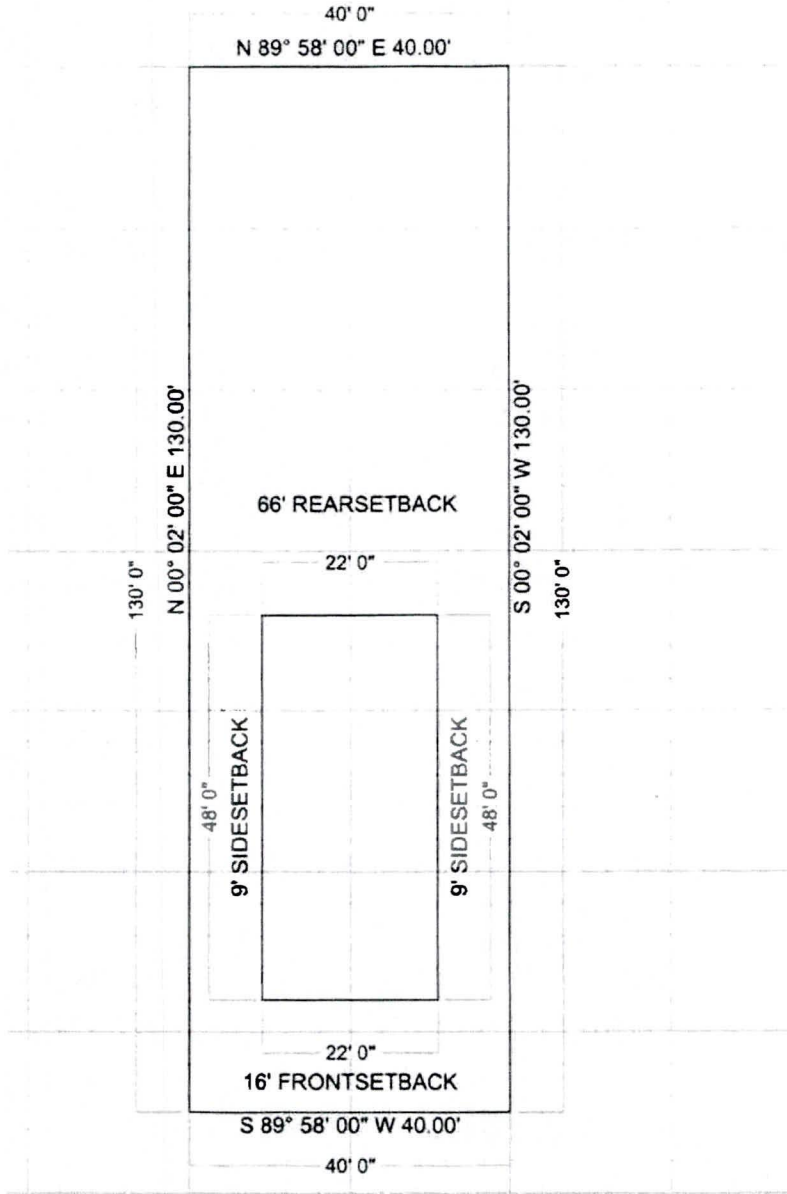 40' 0"
N 89° 58' 00" E 40.00'
N 00° 02' 00" E 130.00'
S 00° 02' 00" W 130.00'
66' REARSETBACK
22' 0"
130' 0"
130' 0"
48' 0"
9' SIDESETBACK
9' SIDESETBACK
48' 0"
22' 0"
16' FRONTSETBACK
S 89° 58' 00" W 40.00'
40' 0"